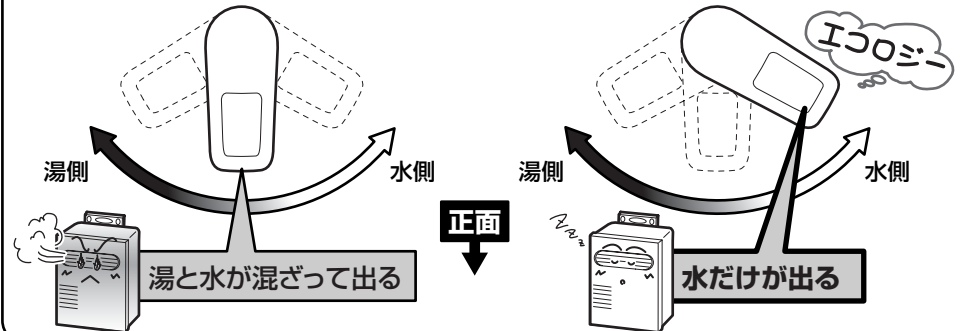 湯側
水側
湯と水が混ざって出る
正面
エコロジー
湯側
水側
zzzz
水だけが出る